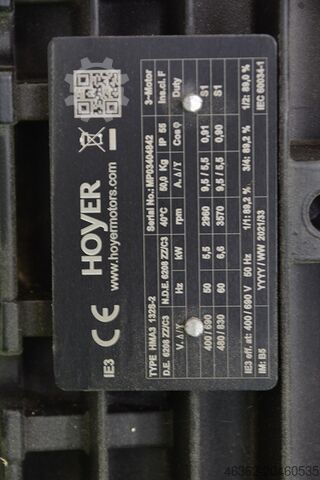 IE3 CE HOYER
www.hoyermotors.com
TYPE HMA3 132S-2 Serial No.: MP03404842 3~Motor
D.E. 6208 ZZ/C3 N.D.E. 6208 ZZ/C3 40°C 50,0 Kg IP 55 Ins.cl. F
V. Δ/Y Hz kW rpm A. Δ/Y Cosφ Duty
400/690 50 5,5 2960 9,5 / 5,5 0,91 S1
480 / 830 60 6,6 3570 9,5 / 5,5 0,90 S1
IE3 eff. at: 400 / 690 V 50 Hz 1/1: 89,2 % 3/4: 89,2 % 1/2: 89,0 %
IM: B5 YYYY / WW 2021/33 IEC 60034-1